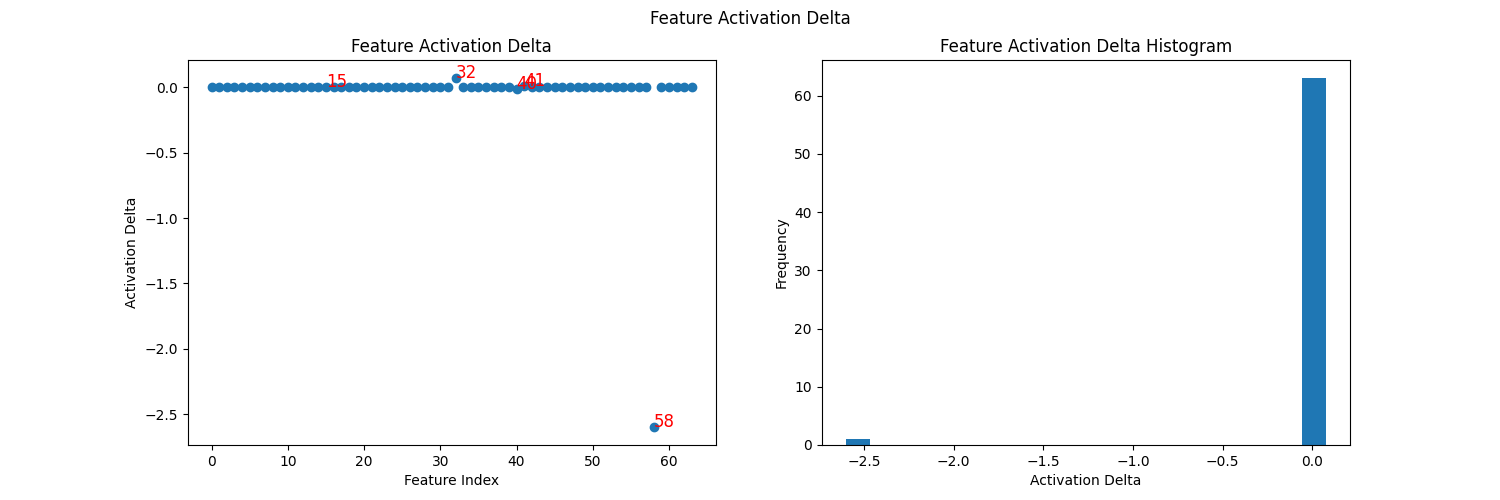 Feature Activation Delta
Feature Activation Delta
Activation Delta
0.0
−0.5
−1.0
−1.5
−2.0
−2.5
15
32
40
41
58
0 10 20 30 40 50 60
Feature Index
Feature Activation Delta Histogram
Frequency
60
50
40
30
20
10
0
−2.5 −2.0 −1.5 −1.0 −0.5 0.0
Activation Delta